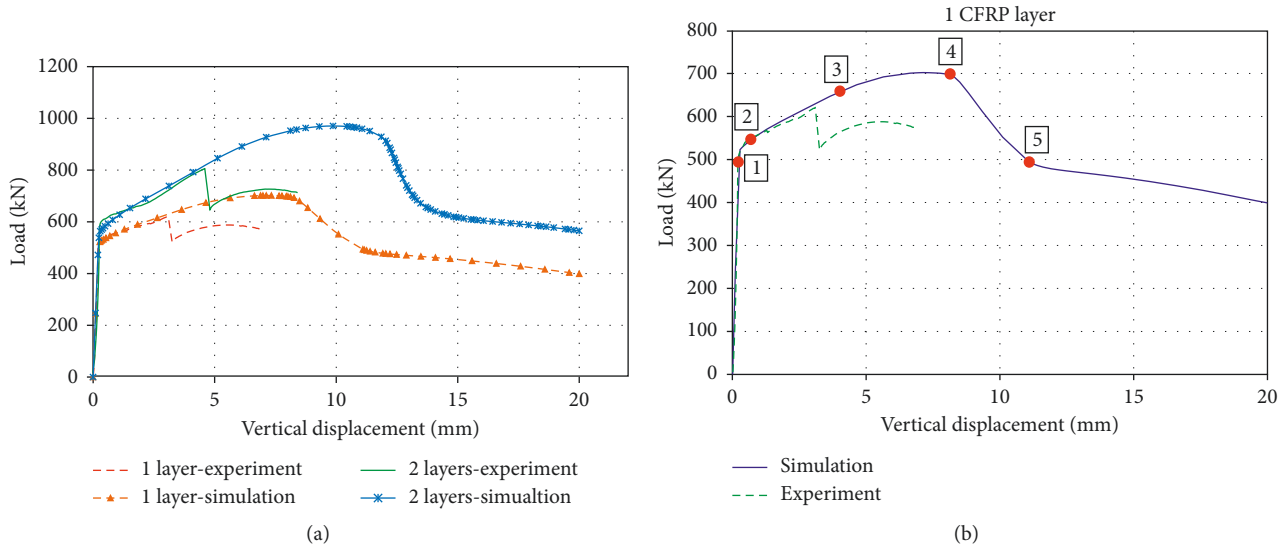 1200
1000
800
600
400
200
0
Load (kN)
0 5 10 15 20
Vertical displacement (mm)
1 layer-experiment
1 layer-simulation
2 layers-experiment
2 layers-simualtion
(a)
1 CFRP layer
800
700
600
500
400
300
200
100
0
Load (kN)
1
2
3
4
5
0 5 10 15 20
Vertical displacement (mm)
Simulation
Experiment
(b)